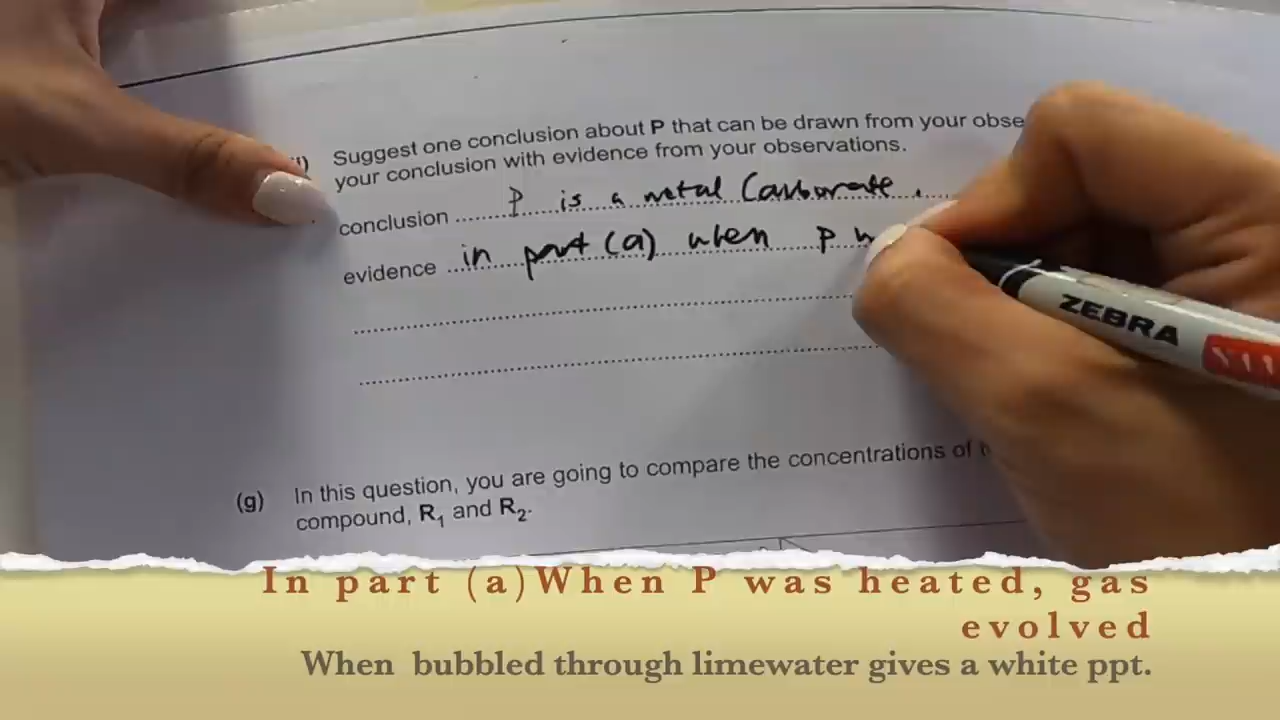 Suggest one conclusion about P that can be drawn from your obse
your conclusion with evidence from your observations.
conclusion ...... P is a metal Carbonate.
evidence ... in part (a) when P w
(g) In this question, you are going to compare the concentrations of
compound, R₁ and R₂.
ZEBRA
In part (a)When P was heated, gas
evolved
When bubbled through limewater gives a white ppt.